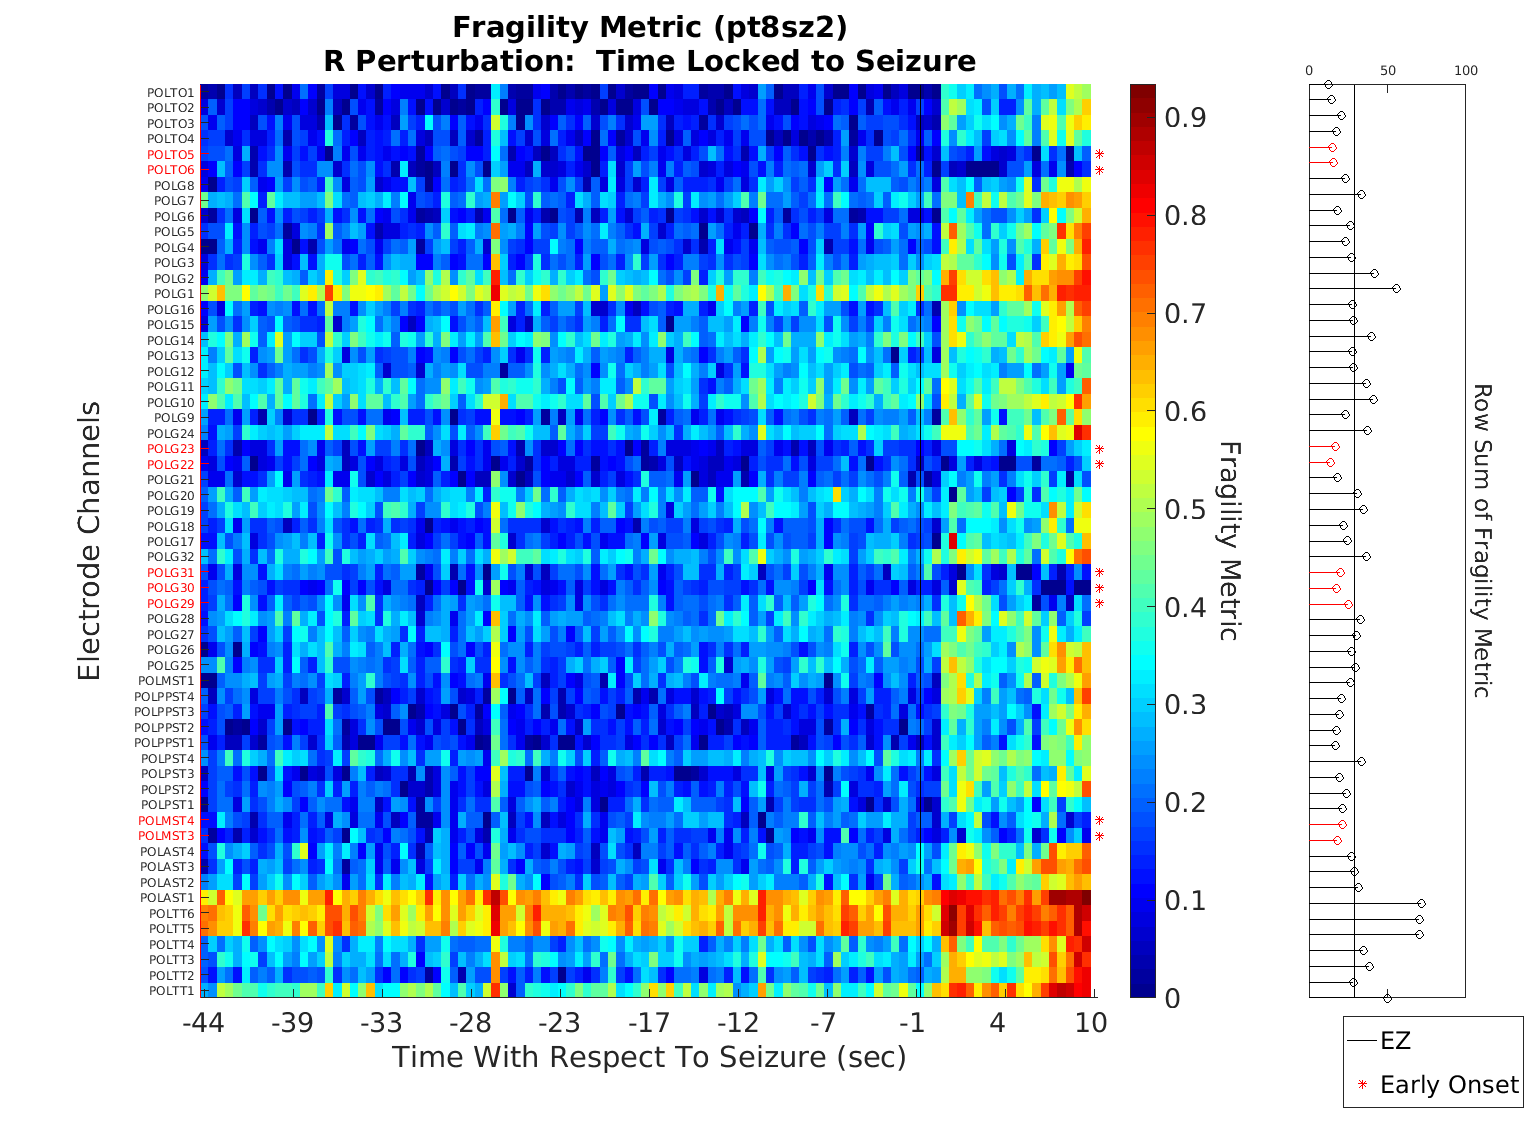 Fragility Metric (pt8sz2)
R Perturbation:  Time Locked to Seizure
Electrode Channels
POLTO1
POLTO2
POLTO3
POLTO4
POLTO5
POLTO6
POLG8
POLG7
POLG6
POLG5
POLG4
POLG3
POLG2
POLG1
POLG16
POLG15
POLG14
POLG13
POLG12
POLG11
POLG10
POLG9
POLG24
POLG23
POLG22
POLG21
POLG20
POLG19
POLG18
POLG17
POLG32
POLG31
POLG30
POLG29
POLG28
POLG27
POLG26
POLG25
POLMST1
POLPPST4
POLPPST3
POLPPST2
POLPPST1
POLPST4
POLPST3
POLPST2
POLPST1
POLMST4
POLMST3
POLAST4
POLAST3
POLAST2
POLAST1
POLTT6
POLTT5
POLTT4
POLTT3
POLTT2
POLTT1
-44 -39 -33 -28 -23 -17 -12 -7 -1 4 10
Time With Respect To Seizure (sec)
0.9
0.8
0.7
0.6
0.5
0.4
0.3
0.2
0.1
0
Fragility Metric
0 50 100
Row Sum of Fragility Metric
EZ
Early Onset